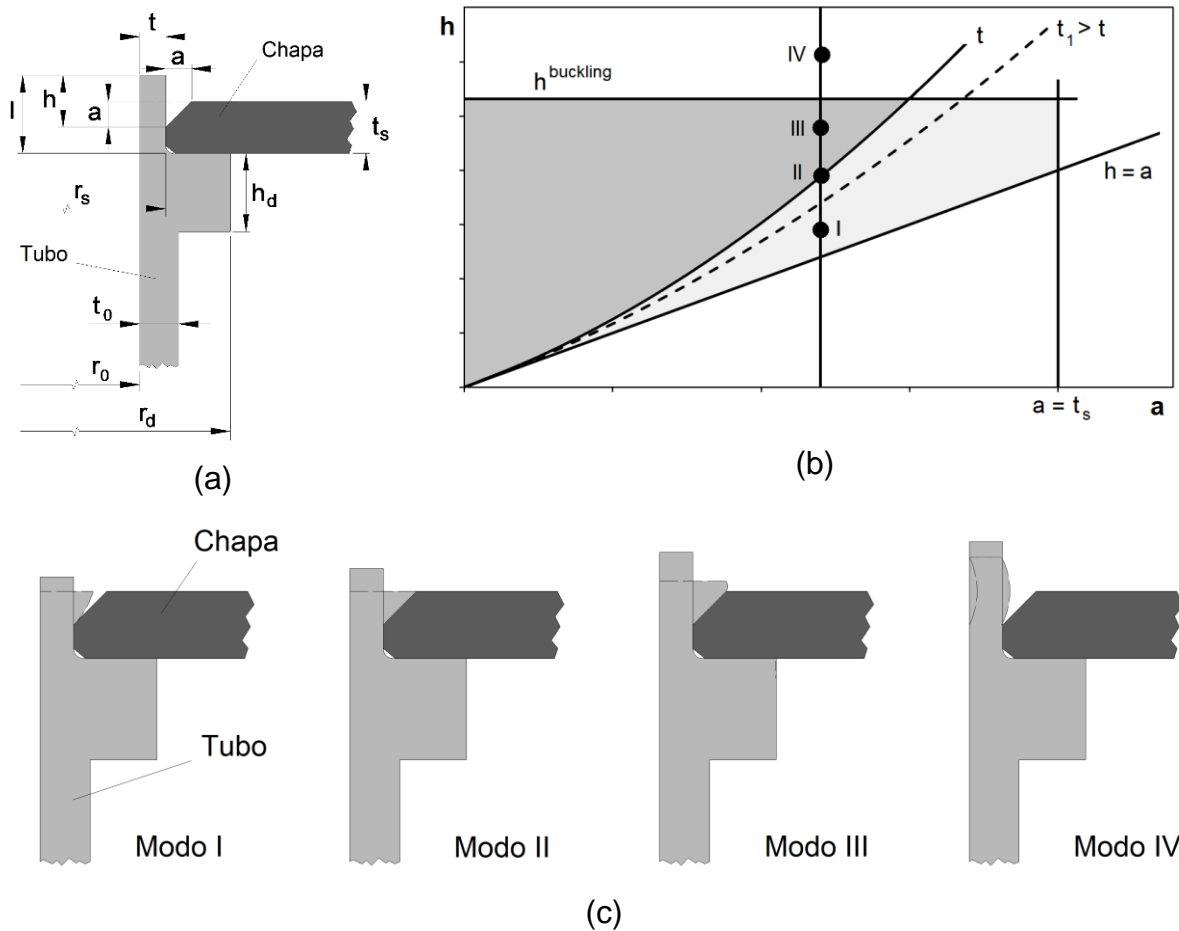 t
a
Chapa
l
h
a
t_s
r_s
h_d
Tubo
t_0
r_0
r_d
(a)
h
h^buckling
IV
III
II
I
t
t_1 > t
h = a
a = t_s
a
(b)
Chapa
Tubo
Modo I
Modo II
Modo III
Modo IV
(c)